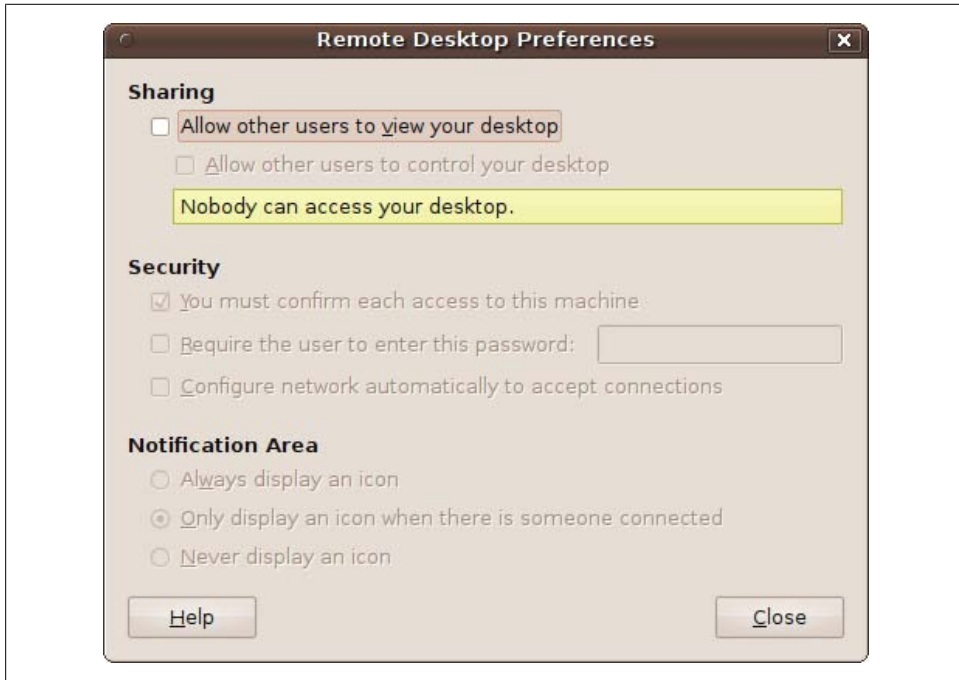 Remote Desktop Preferences
Sharing
Allow other users to view your desktop
Allow other users to control your desktop
Nobody can access your desktop.
Security
You must confirm each access to this machine
Require the user to enter this password:
Configure network automatically to accept connections
Notification Area
Always display an icon
Only display an icon when there is someone connected
Never display an icon
Help
Close